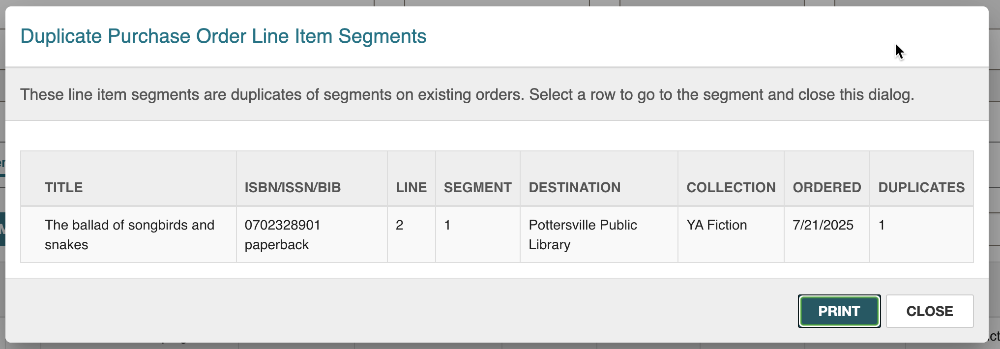 Duplicate Purchase Order Line Item Segments
These line item segments are duplicates of segments on existing orders. Select a row to go to the segment and close this dialog.
TITLE ISBN/ISSN/BIB LINE SEGMENT DESTINATION COLLECTION ORDERED DUPLICATES
The ballad of songbirds and 0702328901 2 1 Pottersville Public YA Fiction 7/21/2025 1
snakes paperback Library
PRINT CLOSE